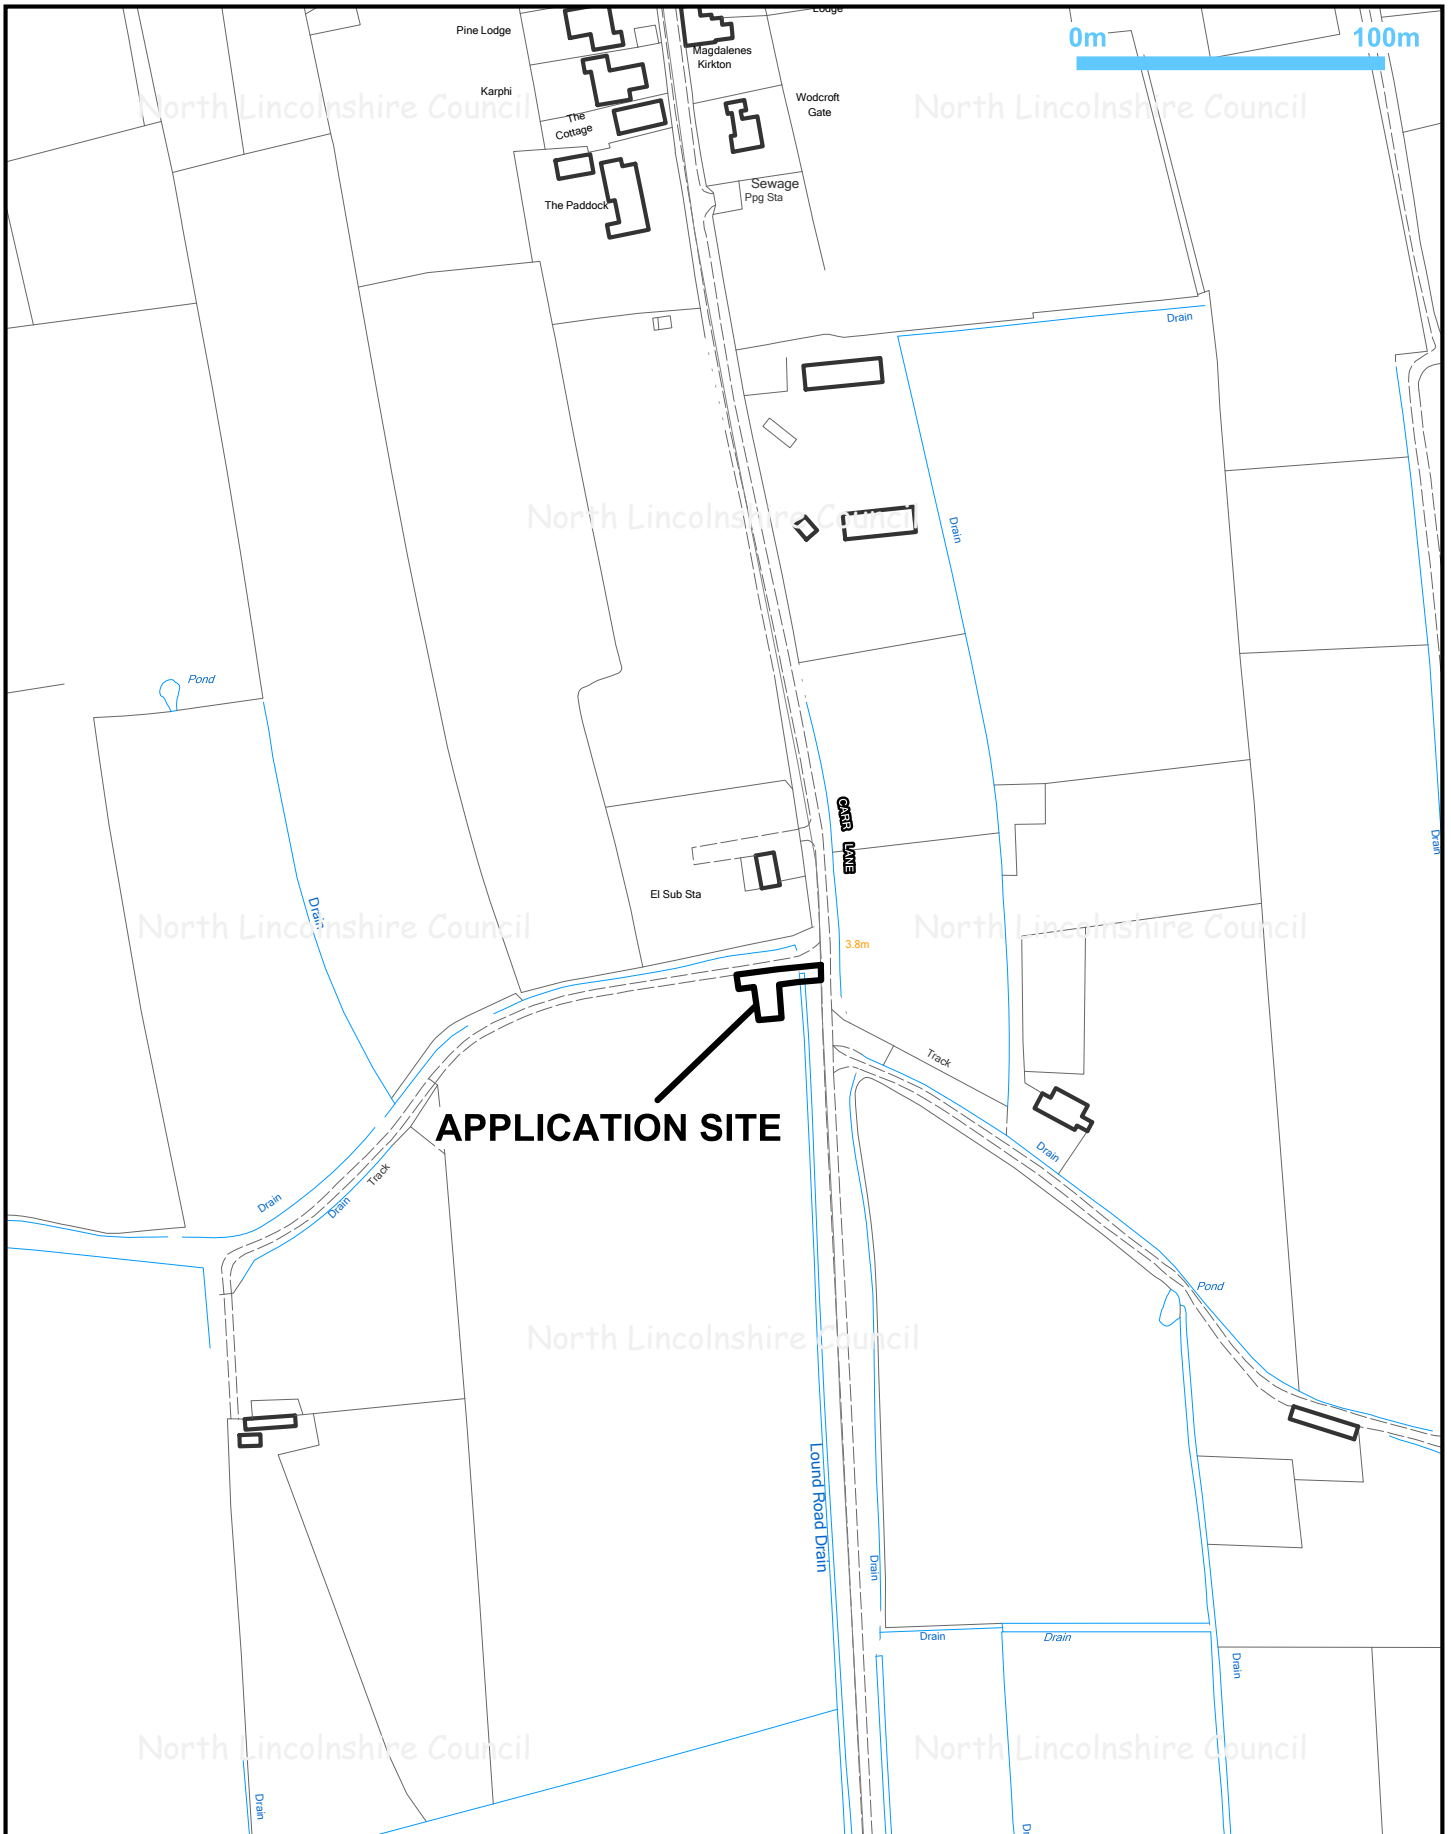 Lodge
Pine Lodge
0m
100m
Magdalenes
Kirkton
Karphi
Wodcroft
Gate
North Lincolnshire Council
North Lincolnshire Council
The
Cottage
Sewage
Ppg Sta
The Paddock
Drain
North Lincolnshire Council
Drain
Pond
CARR LANE
Drain
El Sub Sta
Drain
North Lincolnshire Council
North Lincolnshire Council
3.8m
Track
APPLICATION SITE
Drain
Track
Drain
Drain
Pond
North Lincolnshire Council
Lound Road Drain
Drain
Drain
Drain
Drain
North Lincolnshire Council
North Lincolnshire Council
Drain